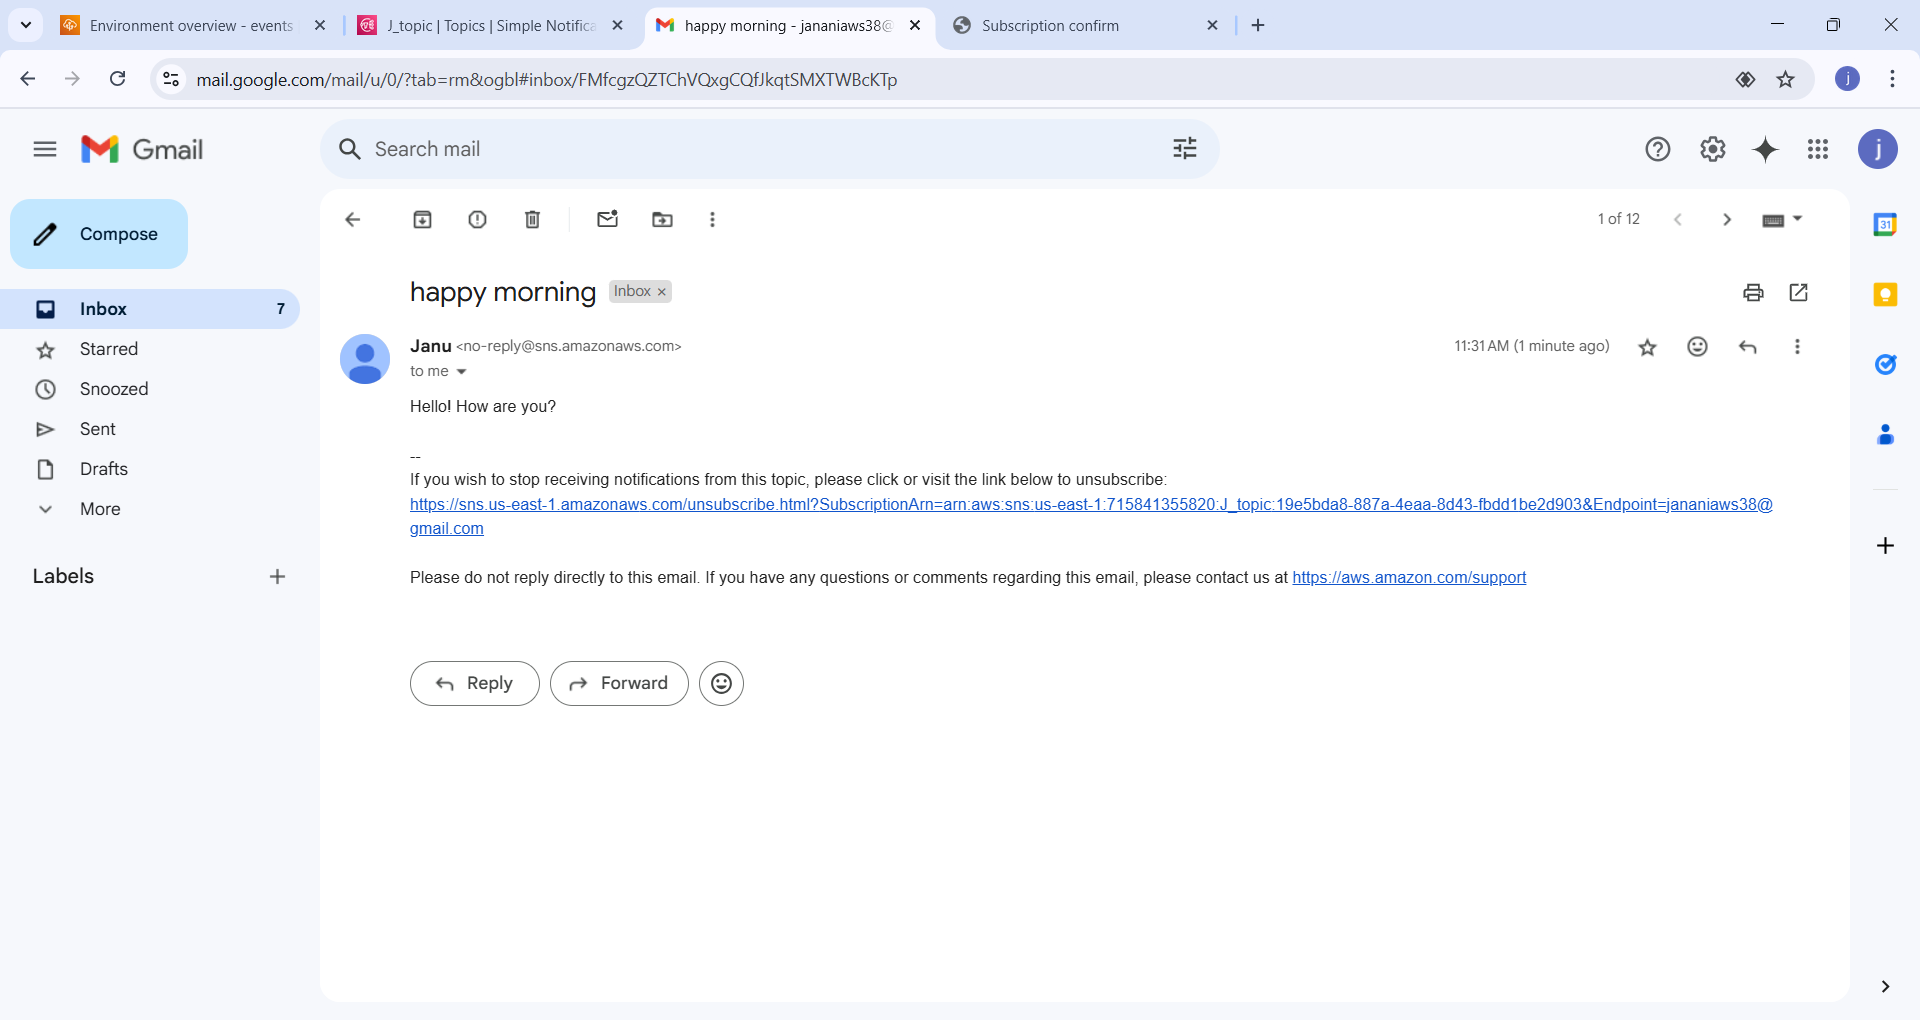 Environment overview - events
J_topic | Topics | Simple Notifica
happy morning - jananiaws38@
Subscription confirm
mail.google.com/mail/u/0/?tab=rm&ogbl#inbox/FMfcgzQZTChVQxgCQfJkqtSMXTWBcKTp
j
Gmail
Search mail
j
Compose
1 of 12
31
happy morning
Inbox ×
Inbox
7
Janu <no-reply@sns.amazonaws.com>
11:31 AM (1 minute ago)
to me
Starred
Snoozed
Sent
Drafts
More
Labels
Hello! How are you?
--
If you wish to stop receiving notifications from this topic, please click or visit the link below to unsubscribe:
https://sns.us-east-1.amazonaws.com/unsubscribe.html?SubscriptionArn=arn:aws:sns:us-east-1:715841355820:J_topic:19e5bda8-887a-4eaa-8d43-fbdd1be2d903&Endpoint=jananiaws38@
gmail.com
Please do not reply directly to this email. If you have any questions or comments regarding this email, please contact us at https://aws.amazon.com/support
Reply
Forward